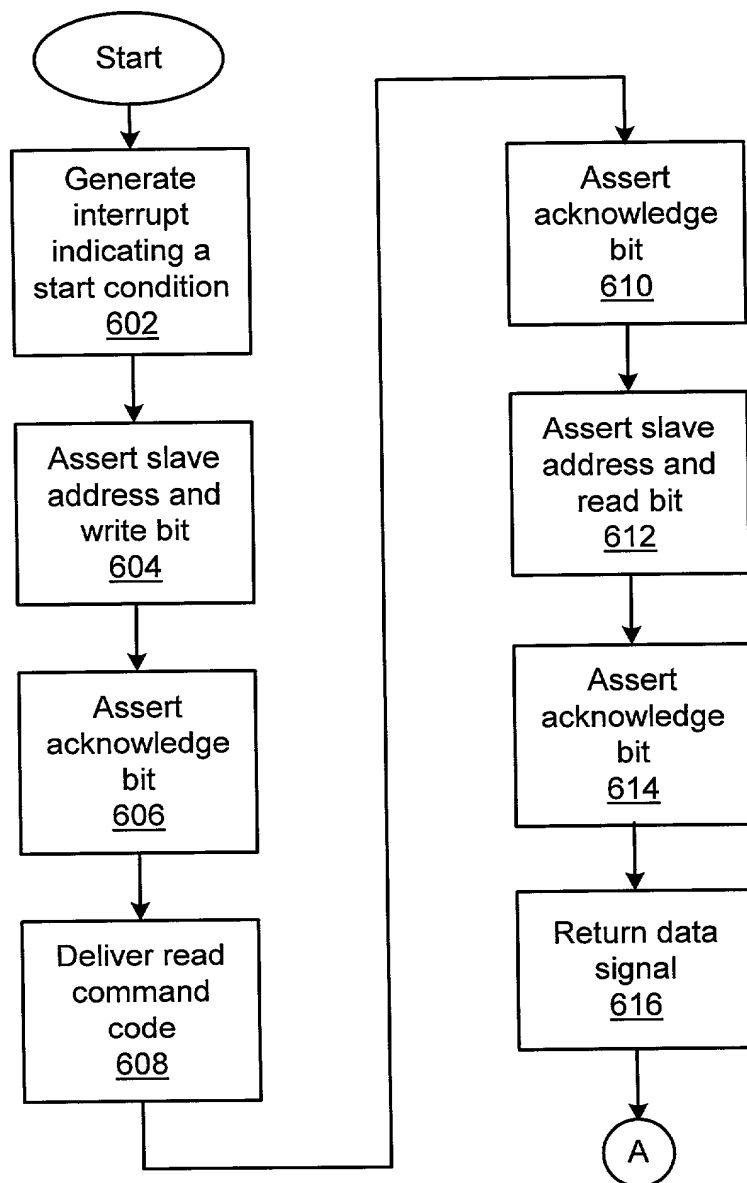 Start
Generate
interrupt
indicating a
start condition
602
Assert slave
address and
write bit
604
Assert
acknowledge
bit
606
Deliver read
command
code
608
Assert
acknowledge
bit
610
Assert slave
address and
read bit
612
Assert
acknowledge
bit
614
Return data
signal
616
A